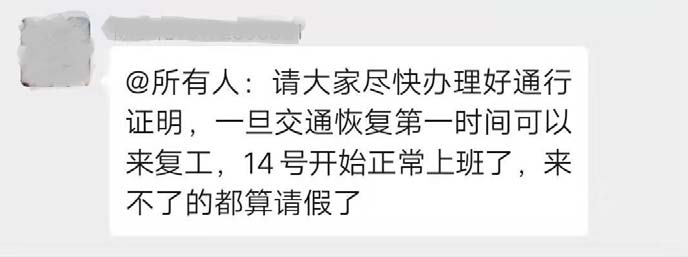 @所有人：请大家尽快办理好通行
证明，一旦交通恢复第一时间可以
来复工，14号开始正常上班了，来
不了的都算请假了